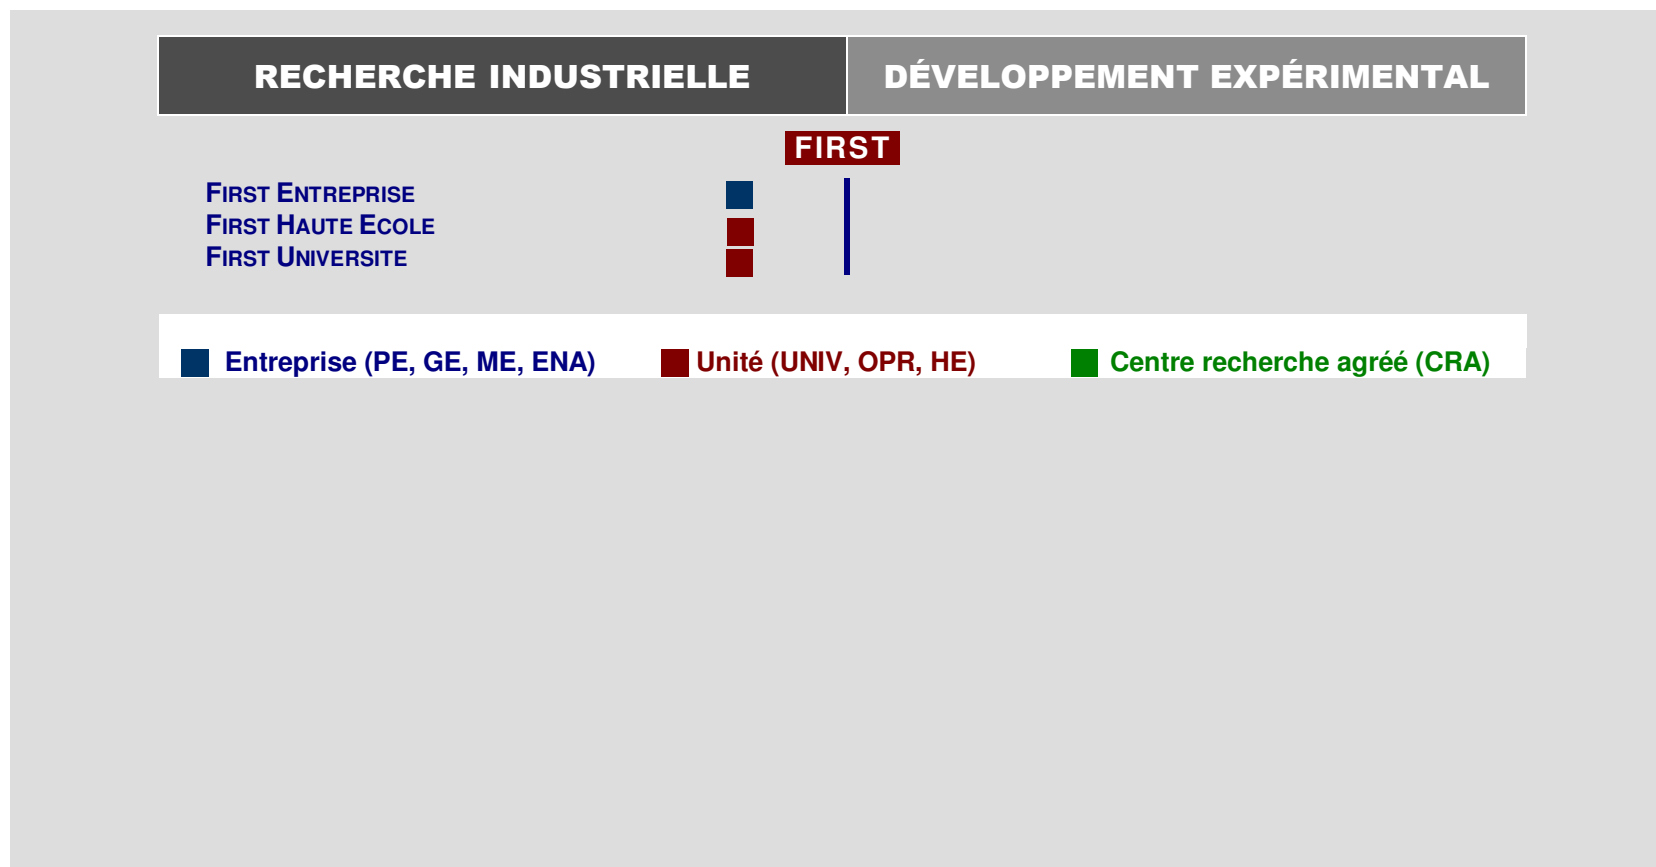 RECHERCHE INDUSTRIELLE
DÉVELOPPEMENT EXPÉRIMENTAL
FIRST
FIRST ENTREPRISE
FIRST HAUTE ECOLE
FIRST UNIVERSITE
Entreprise (PE, GE, ME, ENA)
Unité (UNIV, OPR, HE)
Centre recherche agréé (CRA)